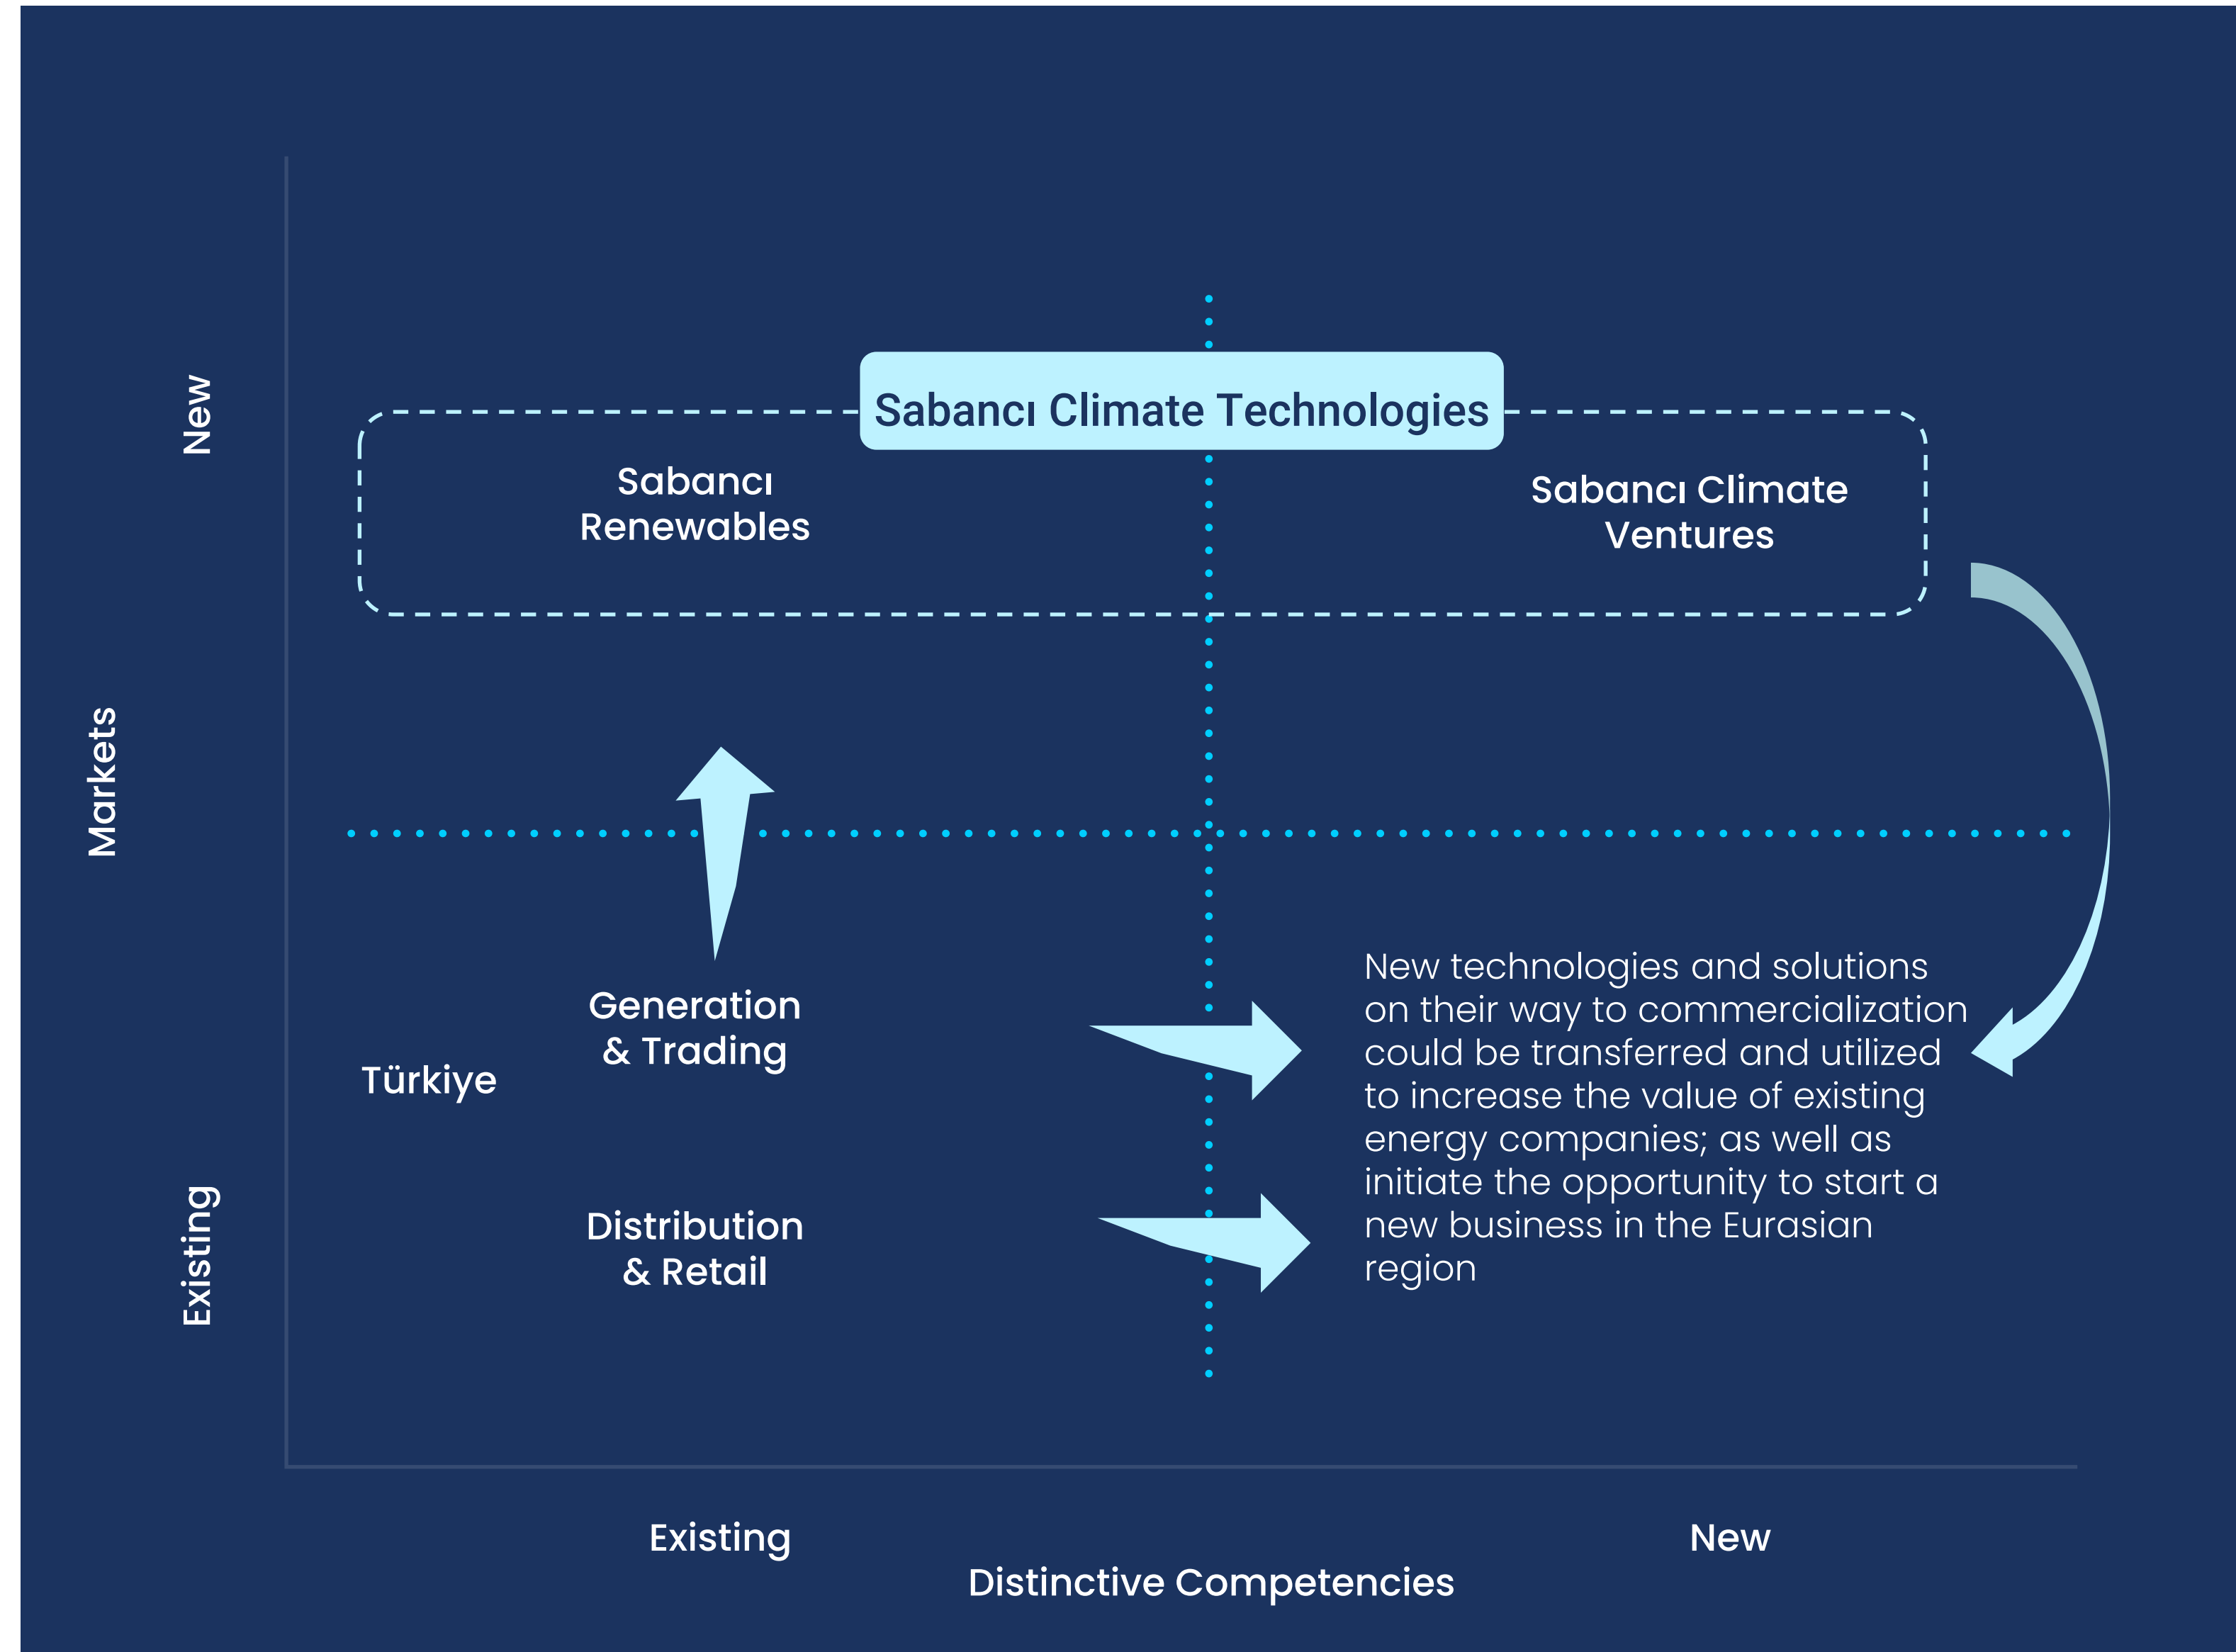 Sabancı Climate Technologies
New
Sabancı
Renewables
Sabancı Climate
Ventures
Markets
Generation
& Trading
Türkiye
Distribution
& Retail
New technologies and solutions
on their way to commercialization
could be transferred and utilized
to increase the value of existing
energy companies; as well as
initiate the opportunity to start a
new business in the Eurasian
region
Existing
Existing
New
Distinctive Competencies